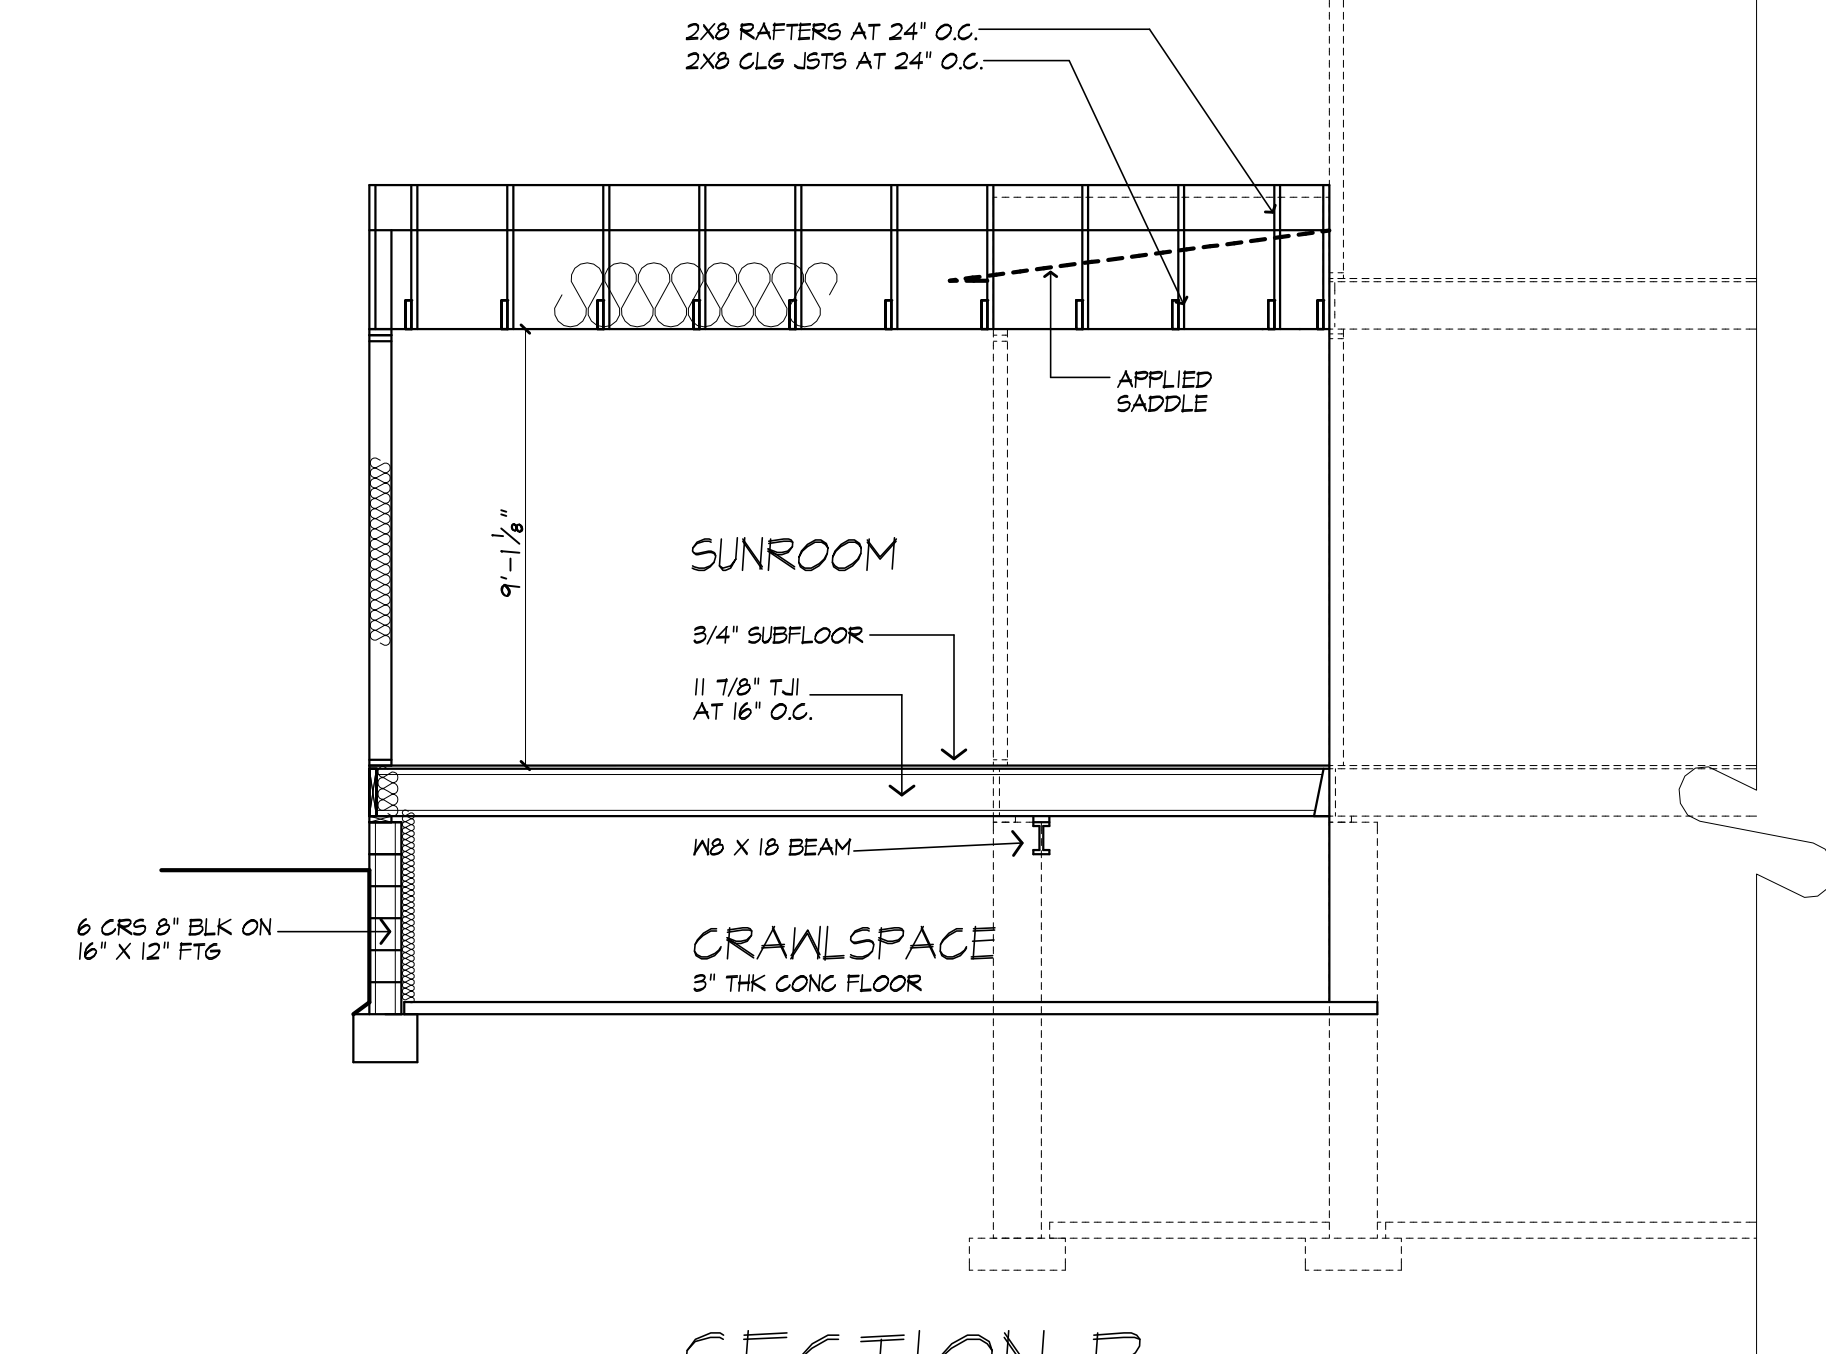 2X8 RAFTERS AT 24" O.C.
2X8 CLG JSTS AT 24" O.C.
APPLIED
SADDLE
9'-1 1/8"
SUNROOM
3/4" SUBFLOOR
11 7/8" TJI
AT 16" O.C.
W8 X 18 BEAM
6 CRS 8" BLK ON
16" X 12" FTG
CRAWLSPACE
3" THK CONC FLOOR
SECTION B